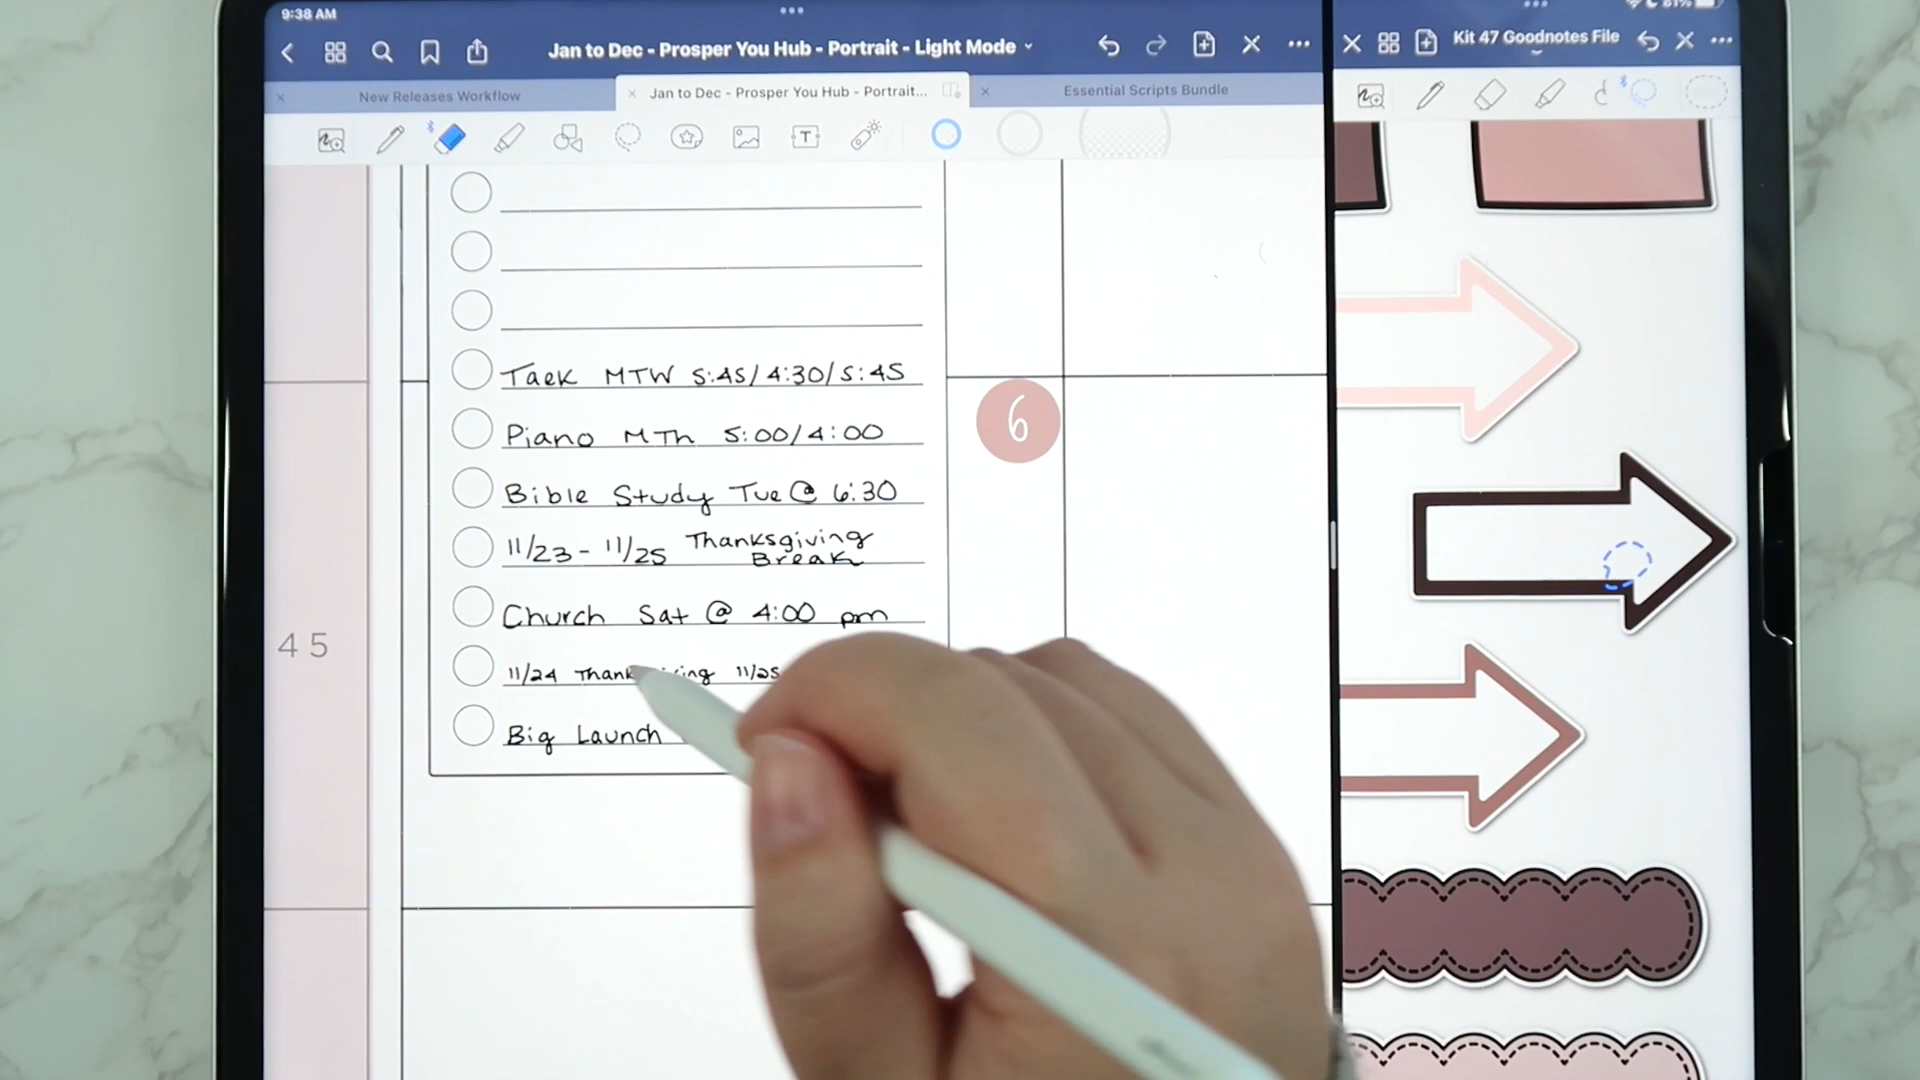 9:38 AM
81%
Jan to Dec - Prosper You Hub - Portrait - Light Mode
Kit 47 Goodnotes File
New Releases Workflow
Jan to Dec - Prosper You Hub - Portrait...
Essential Scripts Bundle
T
Taek MTW 5:45/4:30/5:45
Piano MTh 5:00/4:00
Bible Study Tue @ 6:30
11/23 - 11/25 Thanksgiving Break
Church Sat @ 4:00 pm
11/24 11/25
Big Launch
6
45